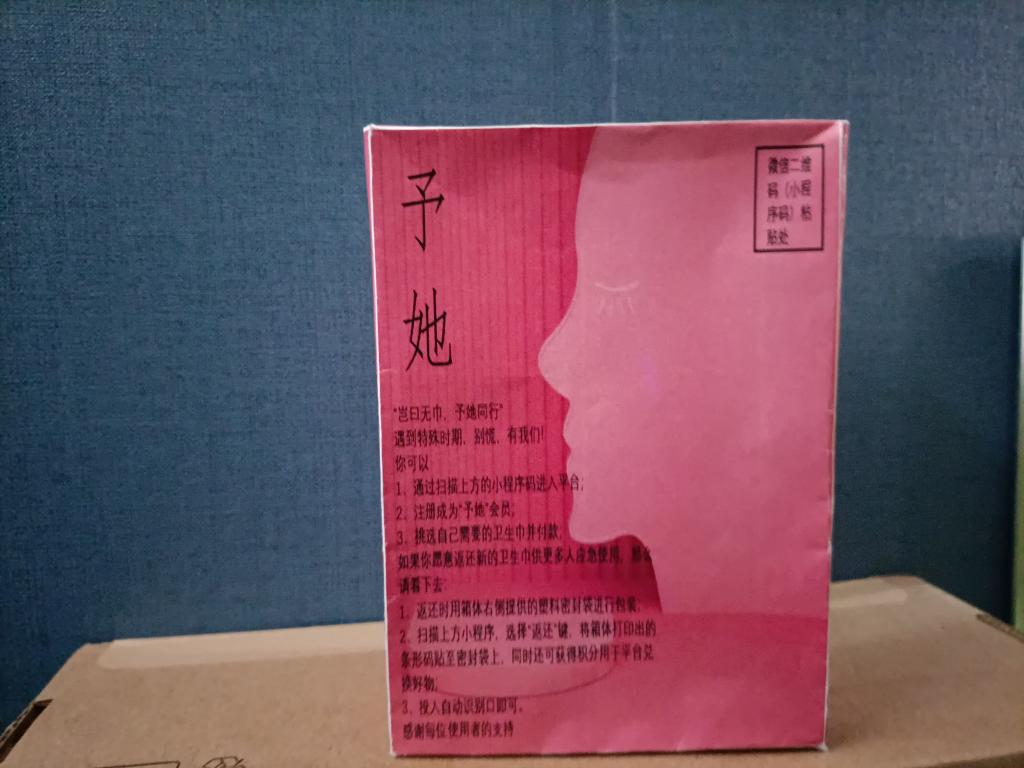 予
她
微信二维
码（小程
序码）粘
贴处
“岂曰无巾，予她同行”
遇到特殊时期，别慌，有我们！
你可以
1、通过扫描上方的小程序码进入平台；
2、注册成为“予她”会员；
3、挑选自己需要的卫生巾并付款，
如果你愿意返还新的卫生巾供更多人应急使用，那么
请看下去：
1、返还时用箱体右侧提供的塑料密封袋进行包装；
2、扫描上方小程序，选择“返还”键，将箱体打印出的
条形码贴至密封袋上，同时还可获得积分用于平台兑
换好物；
3、投入自动识别口即可。
感谢每位使用者的支持